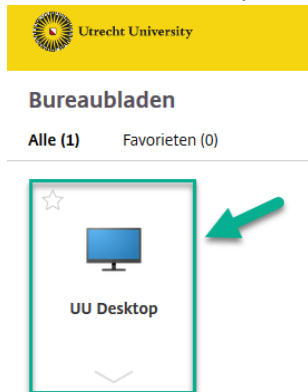 Utrecht University
Bureaubladen
Alle (1) Favorieten (0)
UU Desktop